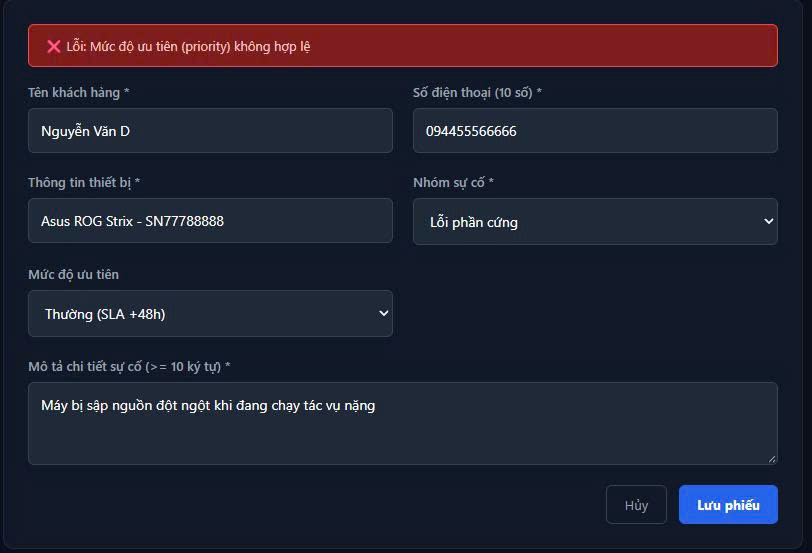 ❌ Lỗi: Mức độ ưu tiên (priority) không hợp lệ
Tên khách hàng *
Số điện thoại (10 số) *
Nguyễn Văn D
094455566666
Thông tin thiết bị *
Nhóm sự cố *
Asus ROG Strix - SN77788888
Lỗi phần cứng
Mức độ ưu tiên
Thường (SLA +48h)
Mô tả chi tiết sự cố (>= 10 ký tự) *
Máy bị sập nguồn đột ngột khi đang chạy tác vụ nặng
Hủy
Lưu phiếu